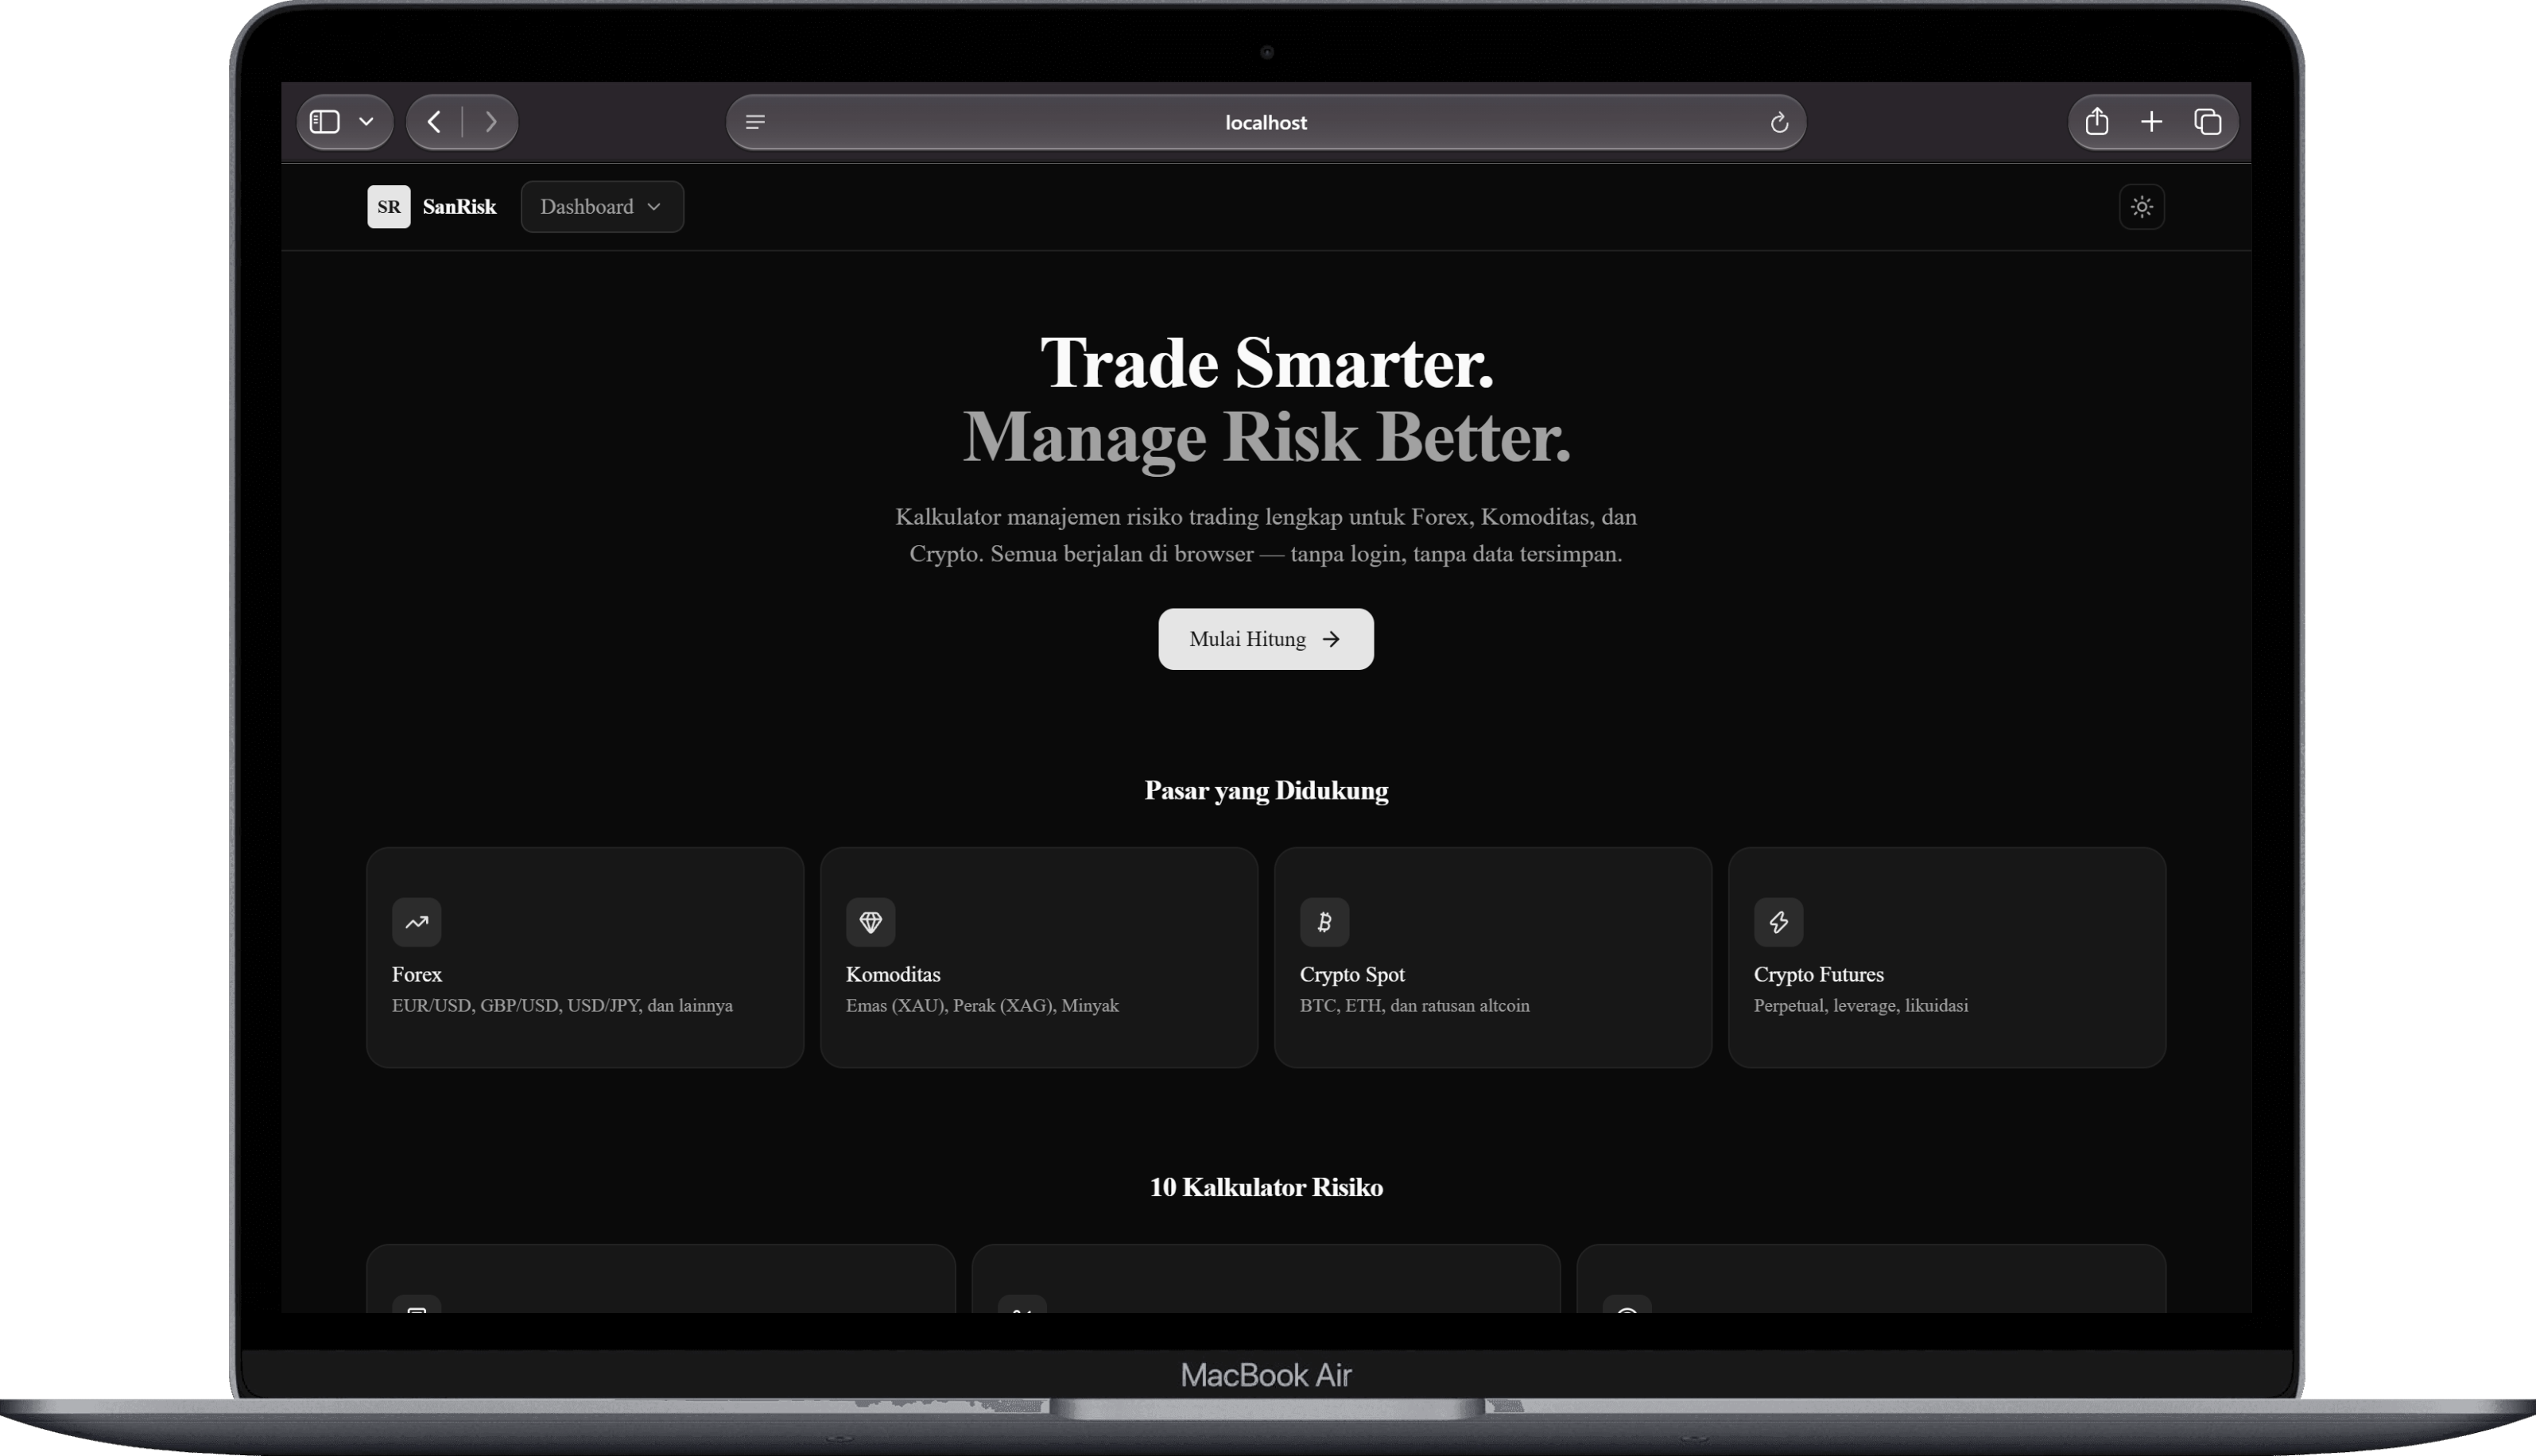 localhost
SR SanRisk Dashboard
Trade Smarter.
Manage Risk Better.
Kalkulator manajemen risiko trading lengkap untuk Forex, Komoditas, dan
Crypto. Semua berjalan di browser — tanpa login, tanpa data tersimpan.
Mulai Hitung →
Pasar yang Didukung
Forex
EUR/USD, GBP/USD, USD/JPY, dan lainnya
Komoditas
Emas (XAU), Perak (XAG), Minyak
Crypto Spot
BTC, ETH, dan ratusan altcoin
Crypto Futures
Perpetual, leverage, likuidasi
10 Kalkulator Risiko
MacBook Air